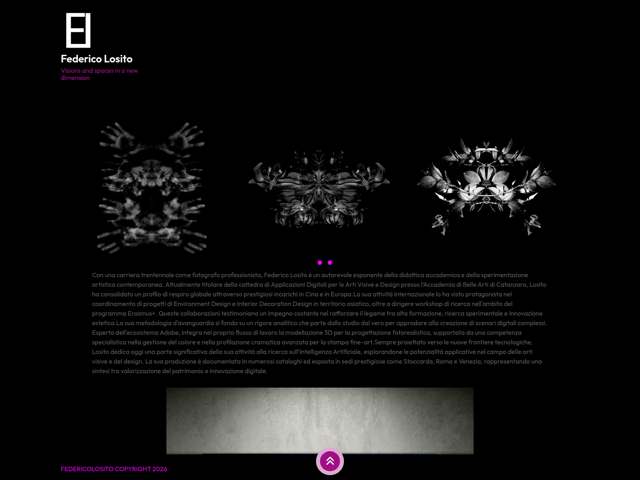 Federico Losito
Visions and spaces in a new
dimension
Con una carriera trentennale come fotografo professionista, Federico Losito è un autorevole esponente della didattica accademica e della sperimentazione
artistica contemporanea. Attualmente titolare della cattedra di Applicazioni Digitali per le Arti Visive e Design presso l'Accademia di Belle Arti di Catanzaro, Losito
ha consolidato un profilo di respiro globale attraverso prestigiosi incarichi in Cina e in Europa. La sua attività internazionale lo ha visto protagonista nel
coordinamento di progetti di Environment Design e Interior Decoration Design in territorio asiatico, oltre a dirigere workshop di ricerca nell'ambito del
programma Erasmus+. Queste collaborazioni testimoniano un impegno costante nel rafforzare il legame tra alta formazione, ricerca sperimentale e innovazione
estetica.La sua metodologia d'avanguardia si fonda su un rigore analitico che parte dallo studio dal vero per approdare alla creazione di scenari digitali complessi.
Esperto dell'ecosistema Adobe, integra nel proprio flusso di lavoro la modellazione 3D per la progettazione fotorealistica, supportata da una competenza
specialistica nella gestione del colore e nella profilazione cromatica avanzata per la stampa fine-art.Sempre proiettato verso le nuove frontiere tecnologiche,
Losito dedica oggi una parte significativa della sua attività alla ricerca sull'Intelligenza Artificiale, esplorandone le potenzialità applicative nel campo delle arti
visive e del design. La sua produzione è documentata in numerosi cataloghi ed esposta in sedi prestigiose come Stoccarda, Roma e Venezia, rappresentando una
sintesi tra valorizzazione del patrimonio e innovazione digitale.
FEDERICOLOSITO COPYRIGHT 2026